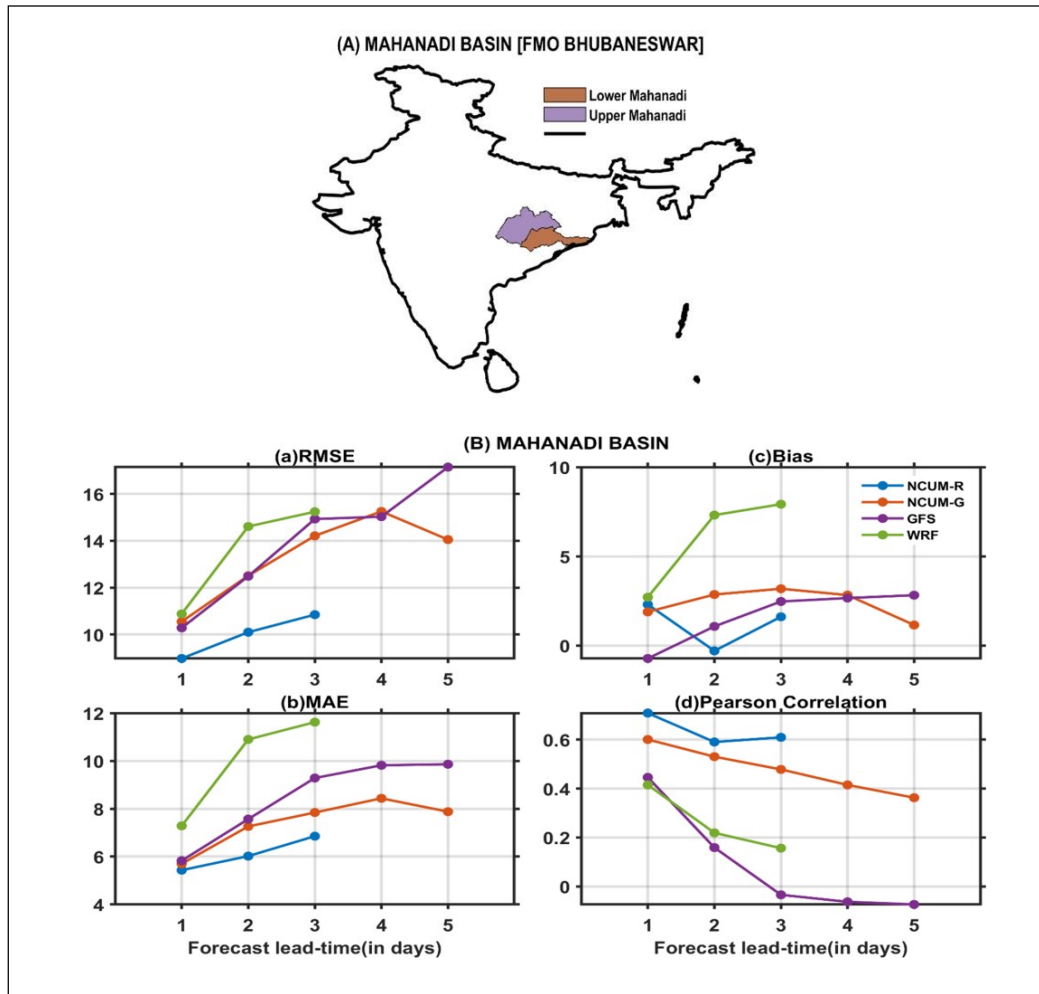 (A) MAHANADI BASIN [FMO BHUBANESWAR]
Lower Mahanadi
Upper Mahanadi
(B) MAHANADI BASIN
(a)RMSE
16
14
12
10
1 2 3 4 5
(c)Bias
10
5
0
NCUM-R
NCUM-G
GFS
WRF
1 2 3 4 5
(b)MAE
12
10
8
6
4
1 2 3 4 5
Forecast lead-time(in days)
(d)Pearson Correlation
0.6
0.4
0.2
0
1 2 3 4 5
Forecast lead-time(in days)